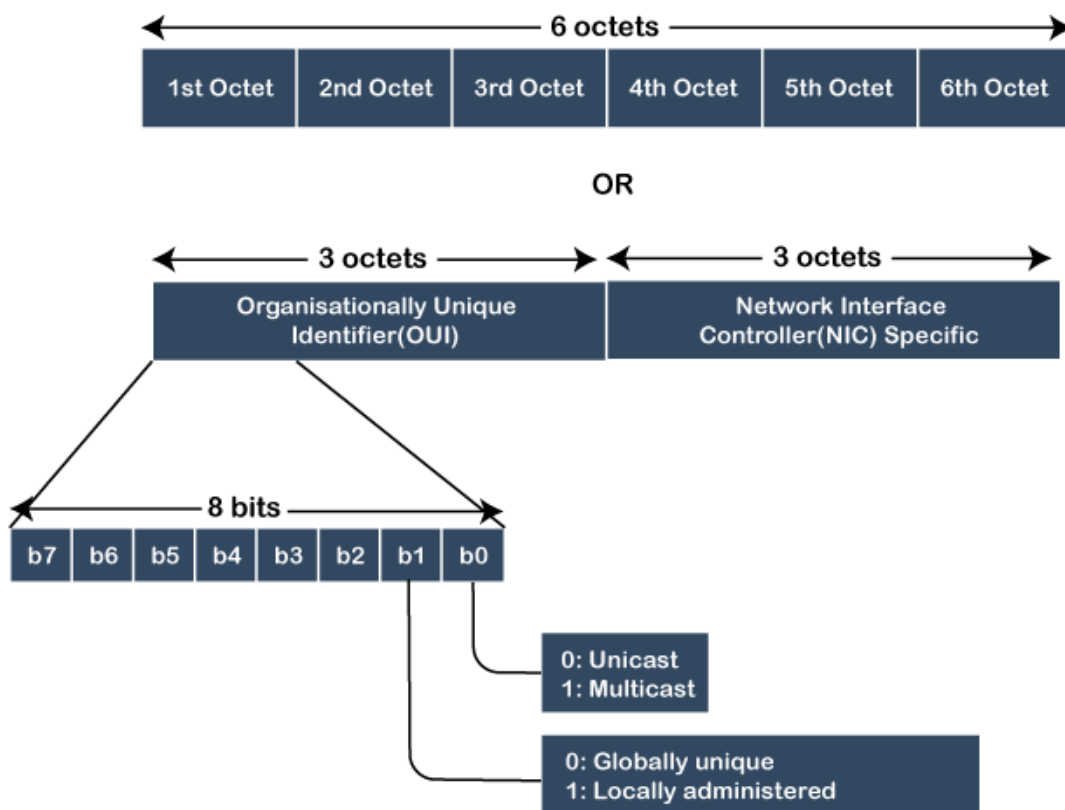 6 octets
1st Octet 2nd Octet 3rd Octet 4th Octet 5th Octet 6th Octet
OR
3 octets 3 octets
Organisationally Unique
Identifier(OUI)
Network Interface
Controller(NIC) Specific
8 bits
b7 b6 b5 b4 b3 b2 b1 b0
0: Unicast
1: Multicast
0: Globally unique
1: Locally administered